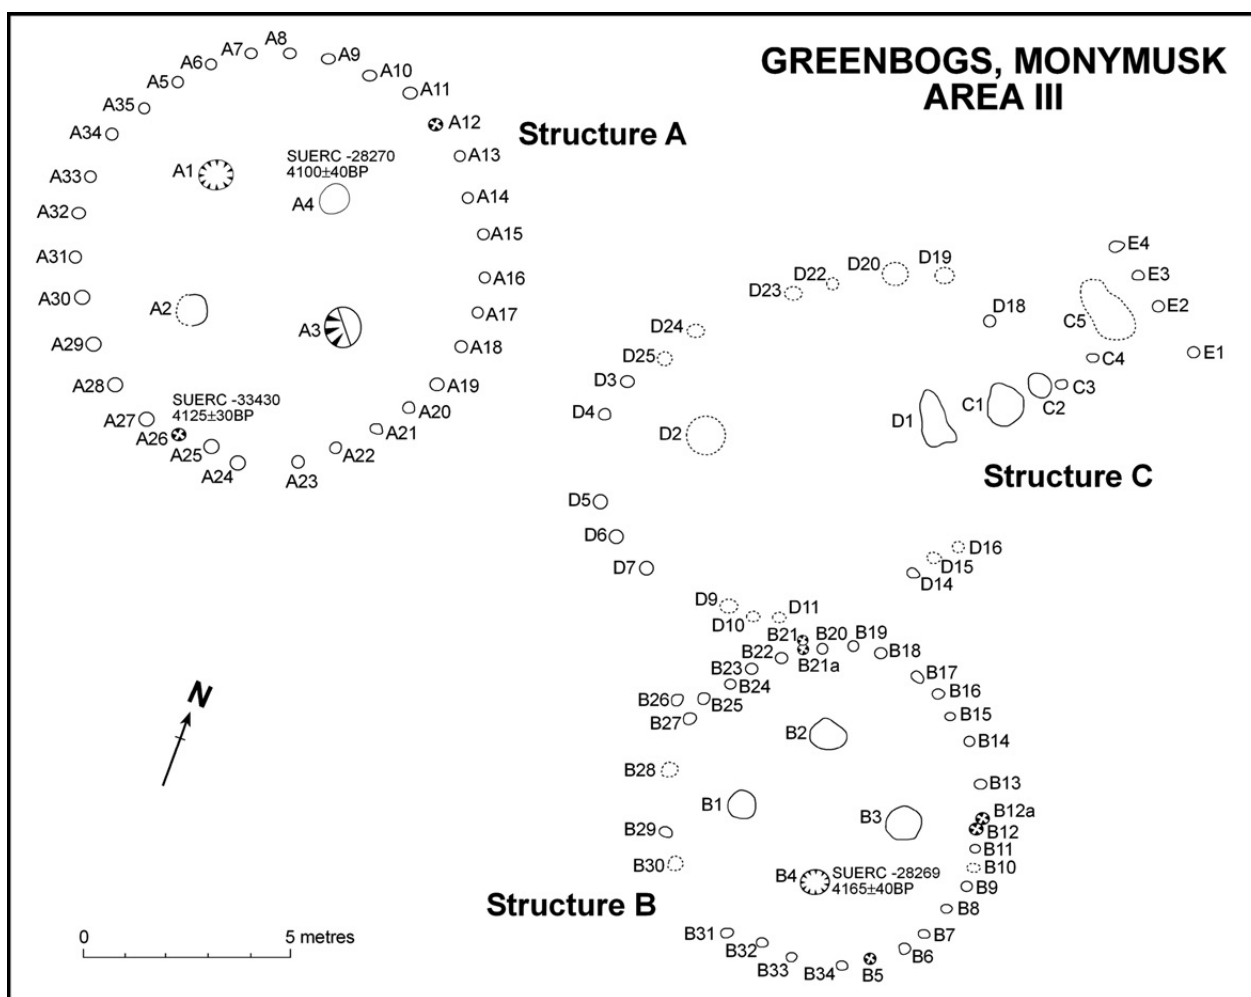 GREENBOGS, MONYMUSK
AREA III
Structure A
A8
A7
A9
A6
A10
A5
A11
A35
A12
A34
SUERC -28270
4100±40BP
A13
A1
A33
A4
A14
A32
A15
A31
A16
A30
A2
A3
A17
A29
A18
A28
SUERC -33430
4125±30BP
A19
A27
A20
A26
A21
A25
A22
A24
A23
E4
D20
D19
D22
E3
D23
D18
C5
E2
D24
D25
E1
C4
D3
C3
D4
C1
C2
D1
D2
Structure C
D5
D6
D16
D15
D7
D14
D9
D11
D10
B21
B20
B19
B22
B21a
B18
B23
B17
B24
B16
B26
B25
B27
B15
B2
B14
B28
B13
B1
B12a
B3
B29
B12
B11
B30
B10
B4
SUERC -28269
4165±40BP
B9
Structure B
B8
B31
B7
B32
B6
B33
B34
B5
N
0
5 metres